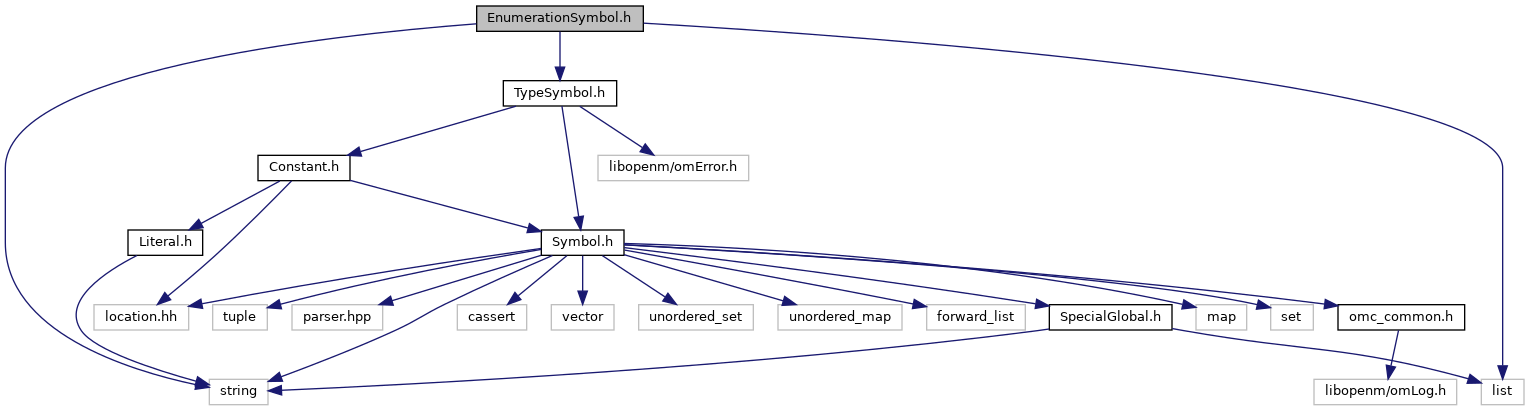 EnumerationSymbol.h
TypeSymbol.h
Constant.h
libopenm/omError.h
Literal.h
Symbol.h
location.hh
tuple
parser.hpp
cassert
vector
unordered_set
unordered_map
forward_list
SpecialGlobal.h
map
set
omc_common.h
string
libopenm/omLog.h
list